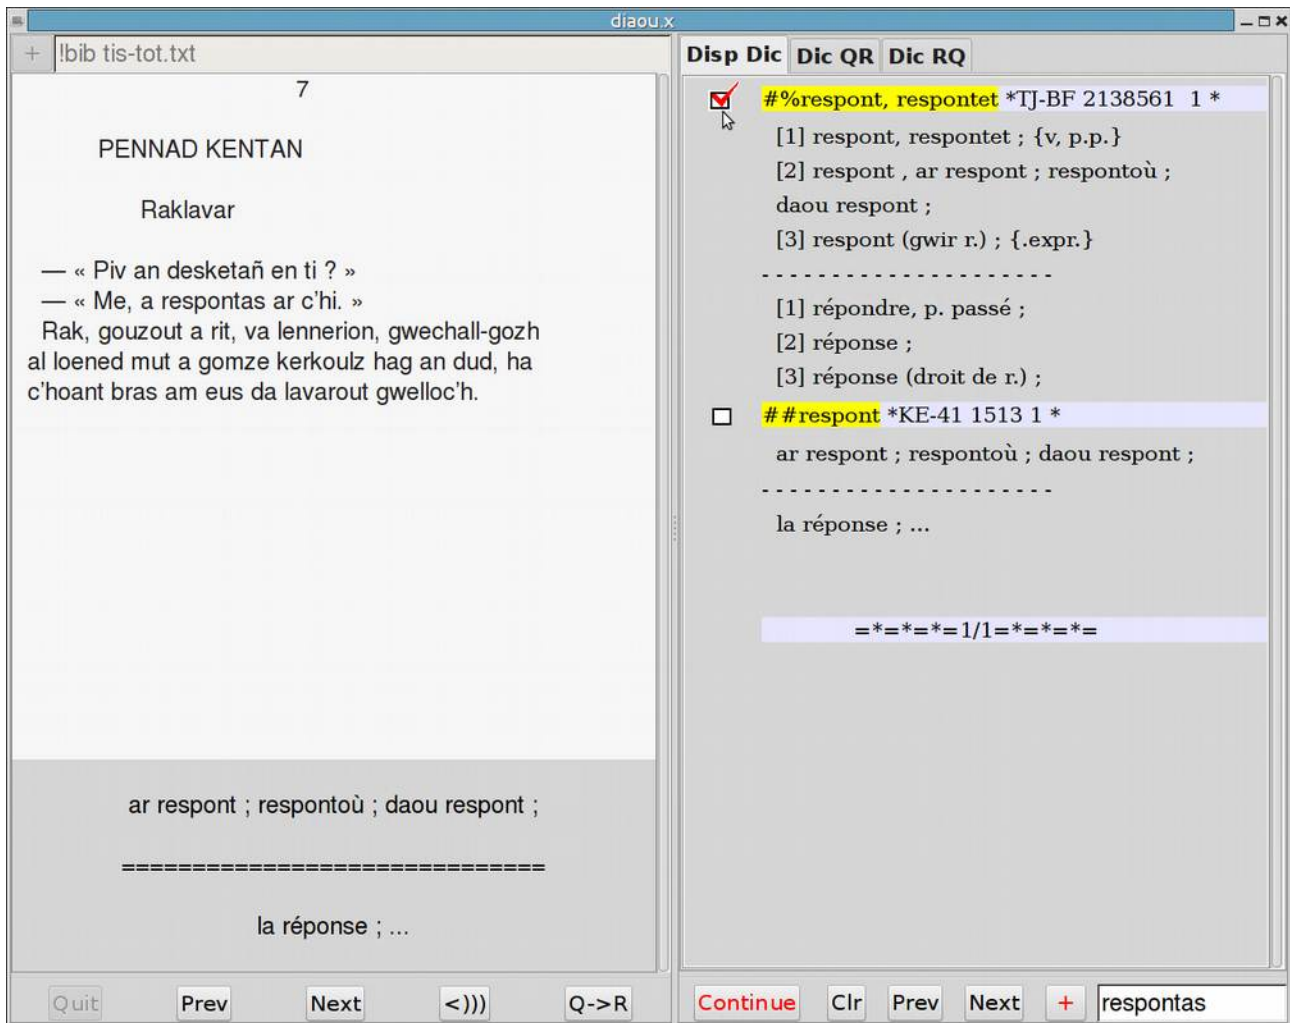 diaou.x
+ !bib tis-tot.txt
7
PENNAD KENTAN
Raklavar
— « Piv an desketañ en ti ? »
— « Me, a respontas ar c'hi. »
Rak, gouzout a rit, va lennerion, gwechall-gozh
al loened mut a gomze kerkoulz hag an dud, ha
c'hoant bras am eus da lavarout gwelloc'h.
ar respont ; respontoù ; daou respont ;
==============================
la réponse ; ...
Quit Prev Next <))) Q->R
Disp Dic Dic QR Dic RQ
#%respont, respontet *TJ-BF 2138561 1 *
[1] respont, respontet ; {v, p.p.}
[2] respont , ar respont ; respontoù ;
daou respont ;
[3] respont (gwir r.) ; {.expr.}
- - - - - - - - - - - - - - - - - - - - -
[1] répondre, p. passé ;
[2] réponse ;
[3] réponse (droit de r.) ;
##respont *KE-41 1513 1 *
ar respont ; respontoù ; daou respont ;
- - - - - - - - - - - - - - - - - - - - -
la réponse ; ...
=*=*=*=1/1=*=*=*=
Continue Clr Prev Next + respontas